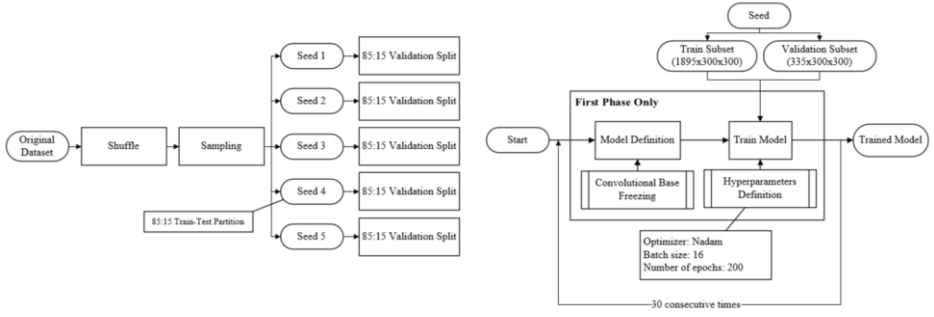 Original
Dataset
Shuffle
Sampling
Seed 1
85:15 Validation Split
Seed 2
85:15 Validation Split
Seed 3
85:15 Validation Split
Seed 4
85:15 Validation Split
85:15 Train-Test Partition
Seed 5
85:15 Validation Split
Seed
Train Subset
(1895x300x300)
Validation Subset
(335x300x300)
First Phase Only
Start
Model Definition
Train Model
Trained Model
Convolutional Base
Freezing
Hyperparameters
Definition
Optimizer: Nadam
Batch size: 16
Number of epochs: 200
30 consecutive times